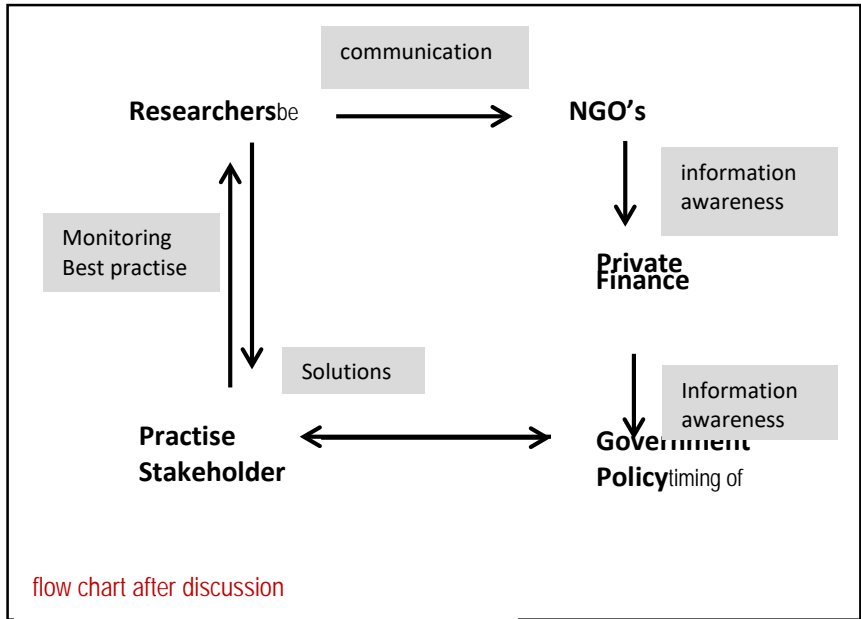 communication
Researchersbe
NGO's
information
awareness
Monitoring
Best practise
Private
Finance
Solutions
Information
awareness
Practise
Stakeholder
Government
Policytiming of
flow chart after discussion